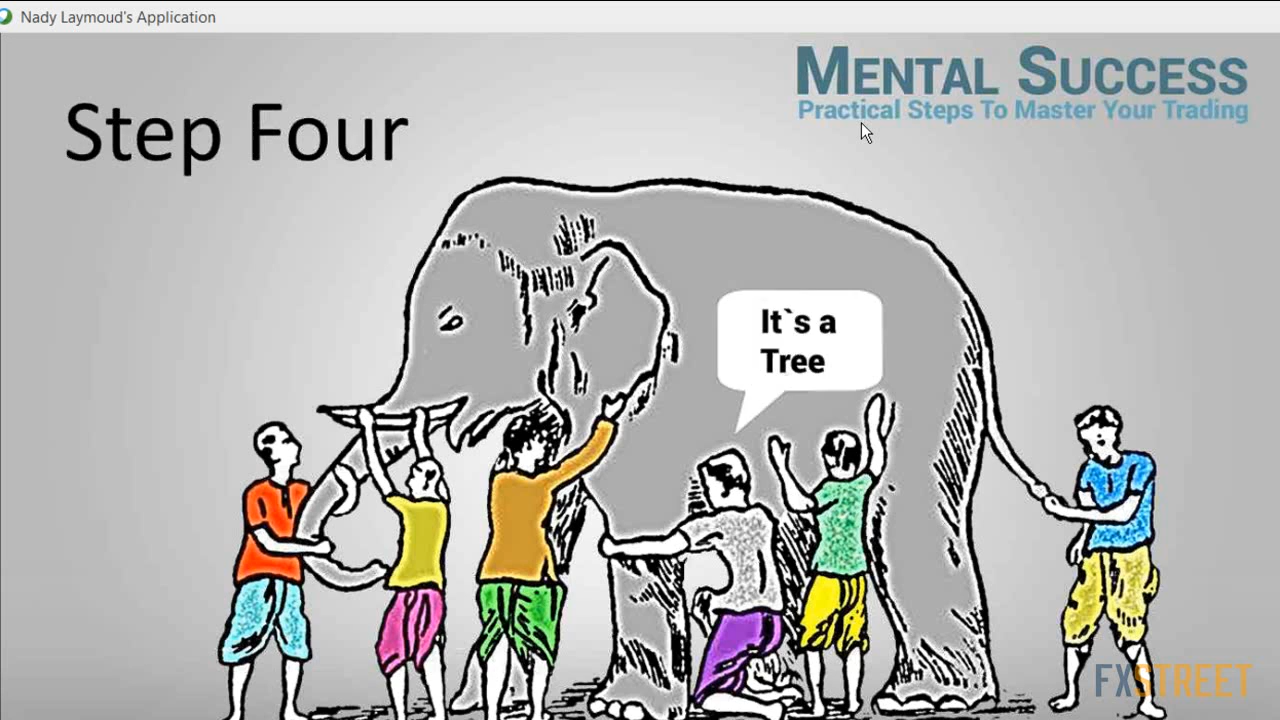 Nady Laymoud's Application
MENTAL SUCCESS
Practical Steps To Master Your Trading
Step Four
It`s a
Tree
FXSTREET